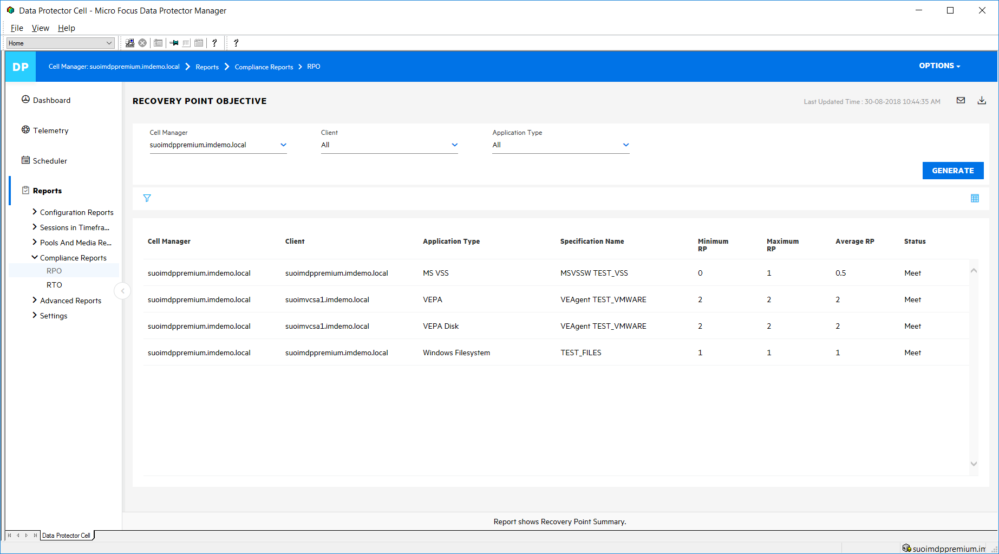 Data Protector Cell - Micro Focus Data Protector Manager
File View Help
Home
? ?
DP
Cell Manager: suoimdppremium.imdemo.local > Reports > Compliance Reports > RPO
OPTIONS
Dashboard
Telemetry
Scheduler
Reports
Configuration Reports
Sessions in Timefra...
Pools And Media Re...
Compliance Reports
RPO
RTO
Advanced Reports
Settings
RECOVERY POINT OBJECTIVE
Last Updated Time : 30-08-2018 10:44:35 AM
Cell Manager Client Application Type
suoimdppremium.imdemo.local All All
GENERATE
Cell Manager Client Application Type Specification Name Minimum RP Maximum RP Average RP Status
suoimdppremium.imdemo.local suoimdppremium.imdemo.local MS VSS MSVSSW TEST_VSS 0 1 0.5 Meet
suoimdppremium.imdemo.local suoimvcsa1.imdemo.local VEPA VEAgent TEST_VMWARE 2 2 2 Meet
suoimdppremium.imdemo.local suoimvcsa1.imdemo.local VEPA Disk VEAgent TEST_VMWARE 2 2 2 Meet
suoimdppremium.imdemo.local suoimdppremium.imdemo.local Windows Filesystem TEST_FILES 1 1 1 Meet
Report shows Recovery Point Summary.
Data Protector Cell
suoimdppremium.im